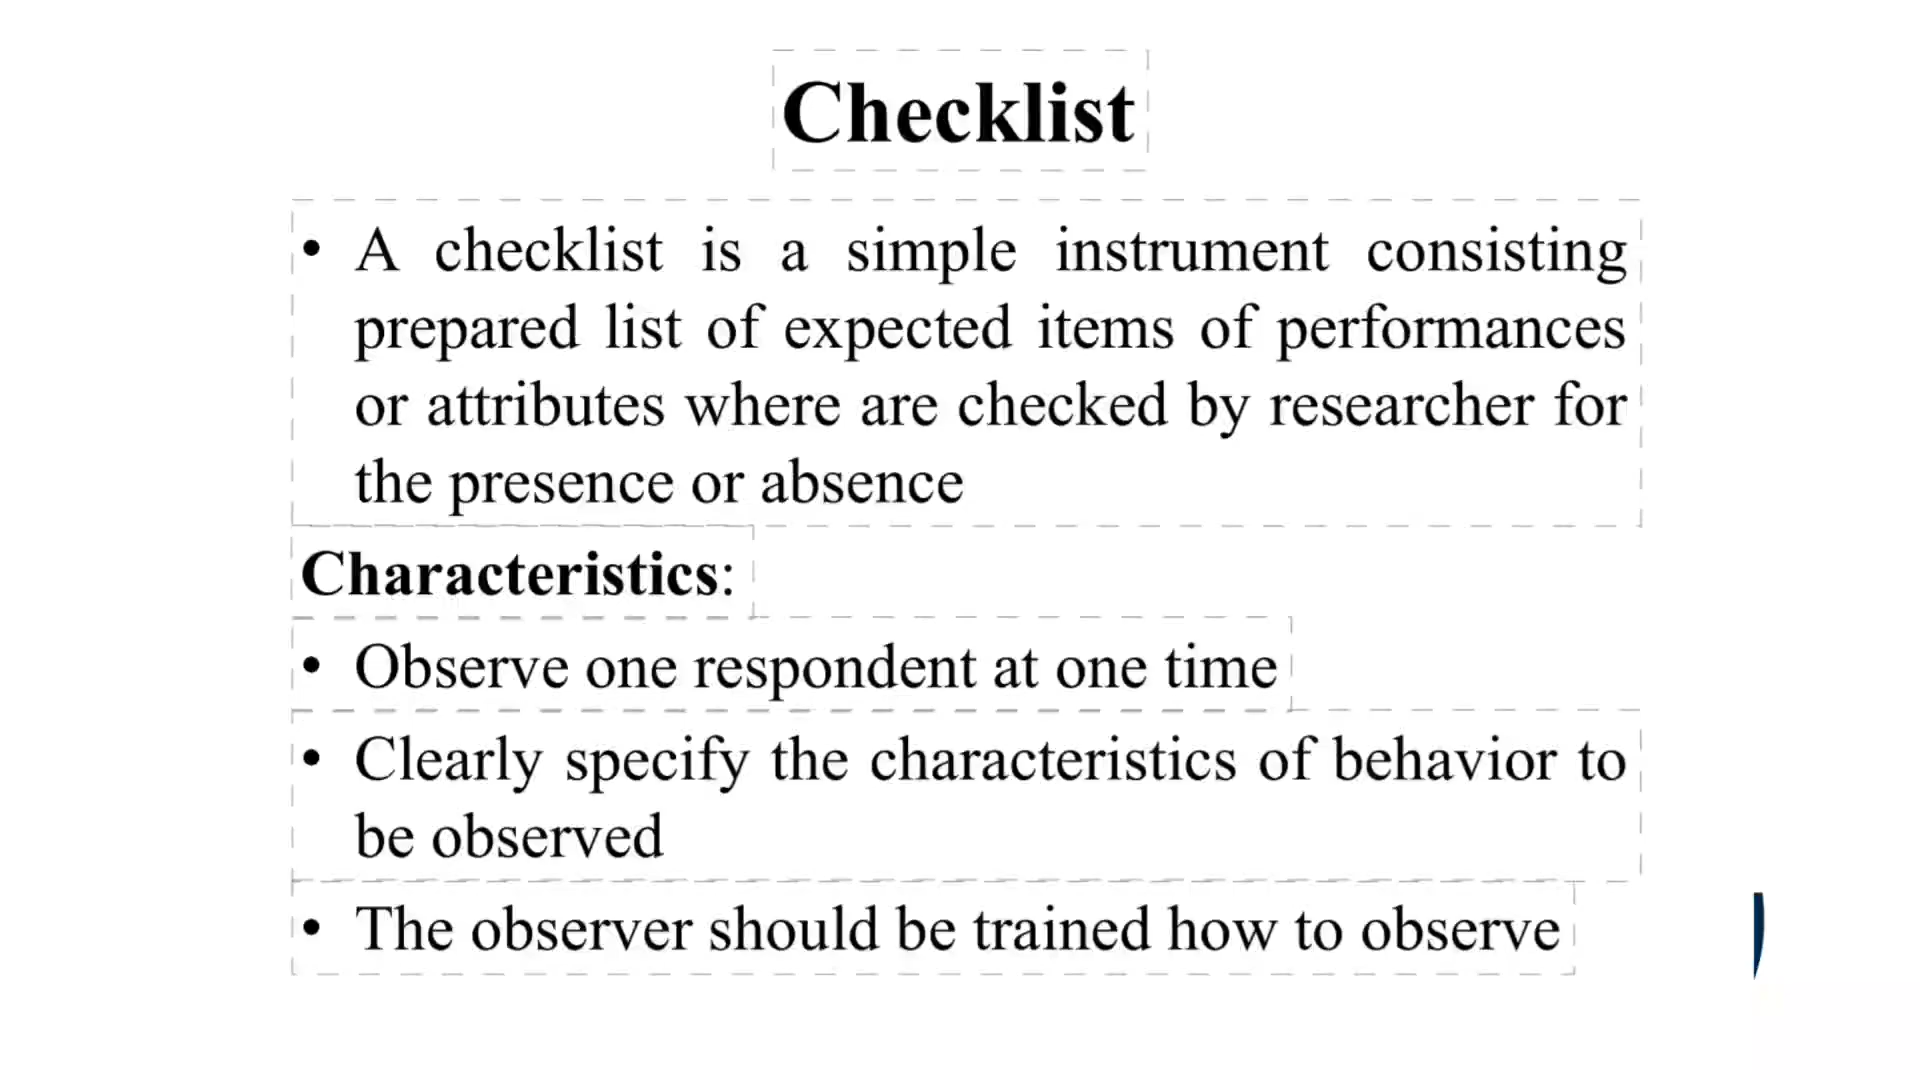 Checklist
• A checklist is a simple instrument consisting
prepared list of expected items of performances
or attributes where are checked by researcher for
the presence or absence
Characteristics:
• Observe one respondent at one time
• Clearly specify the characteristics of behavior to
be observed
• The observer should be trained how to observe